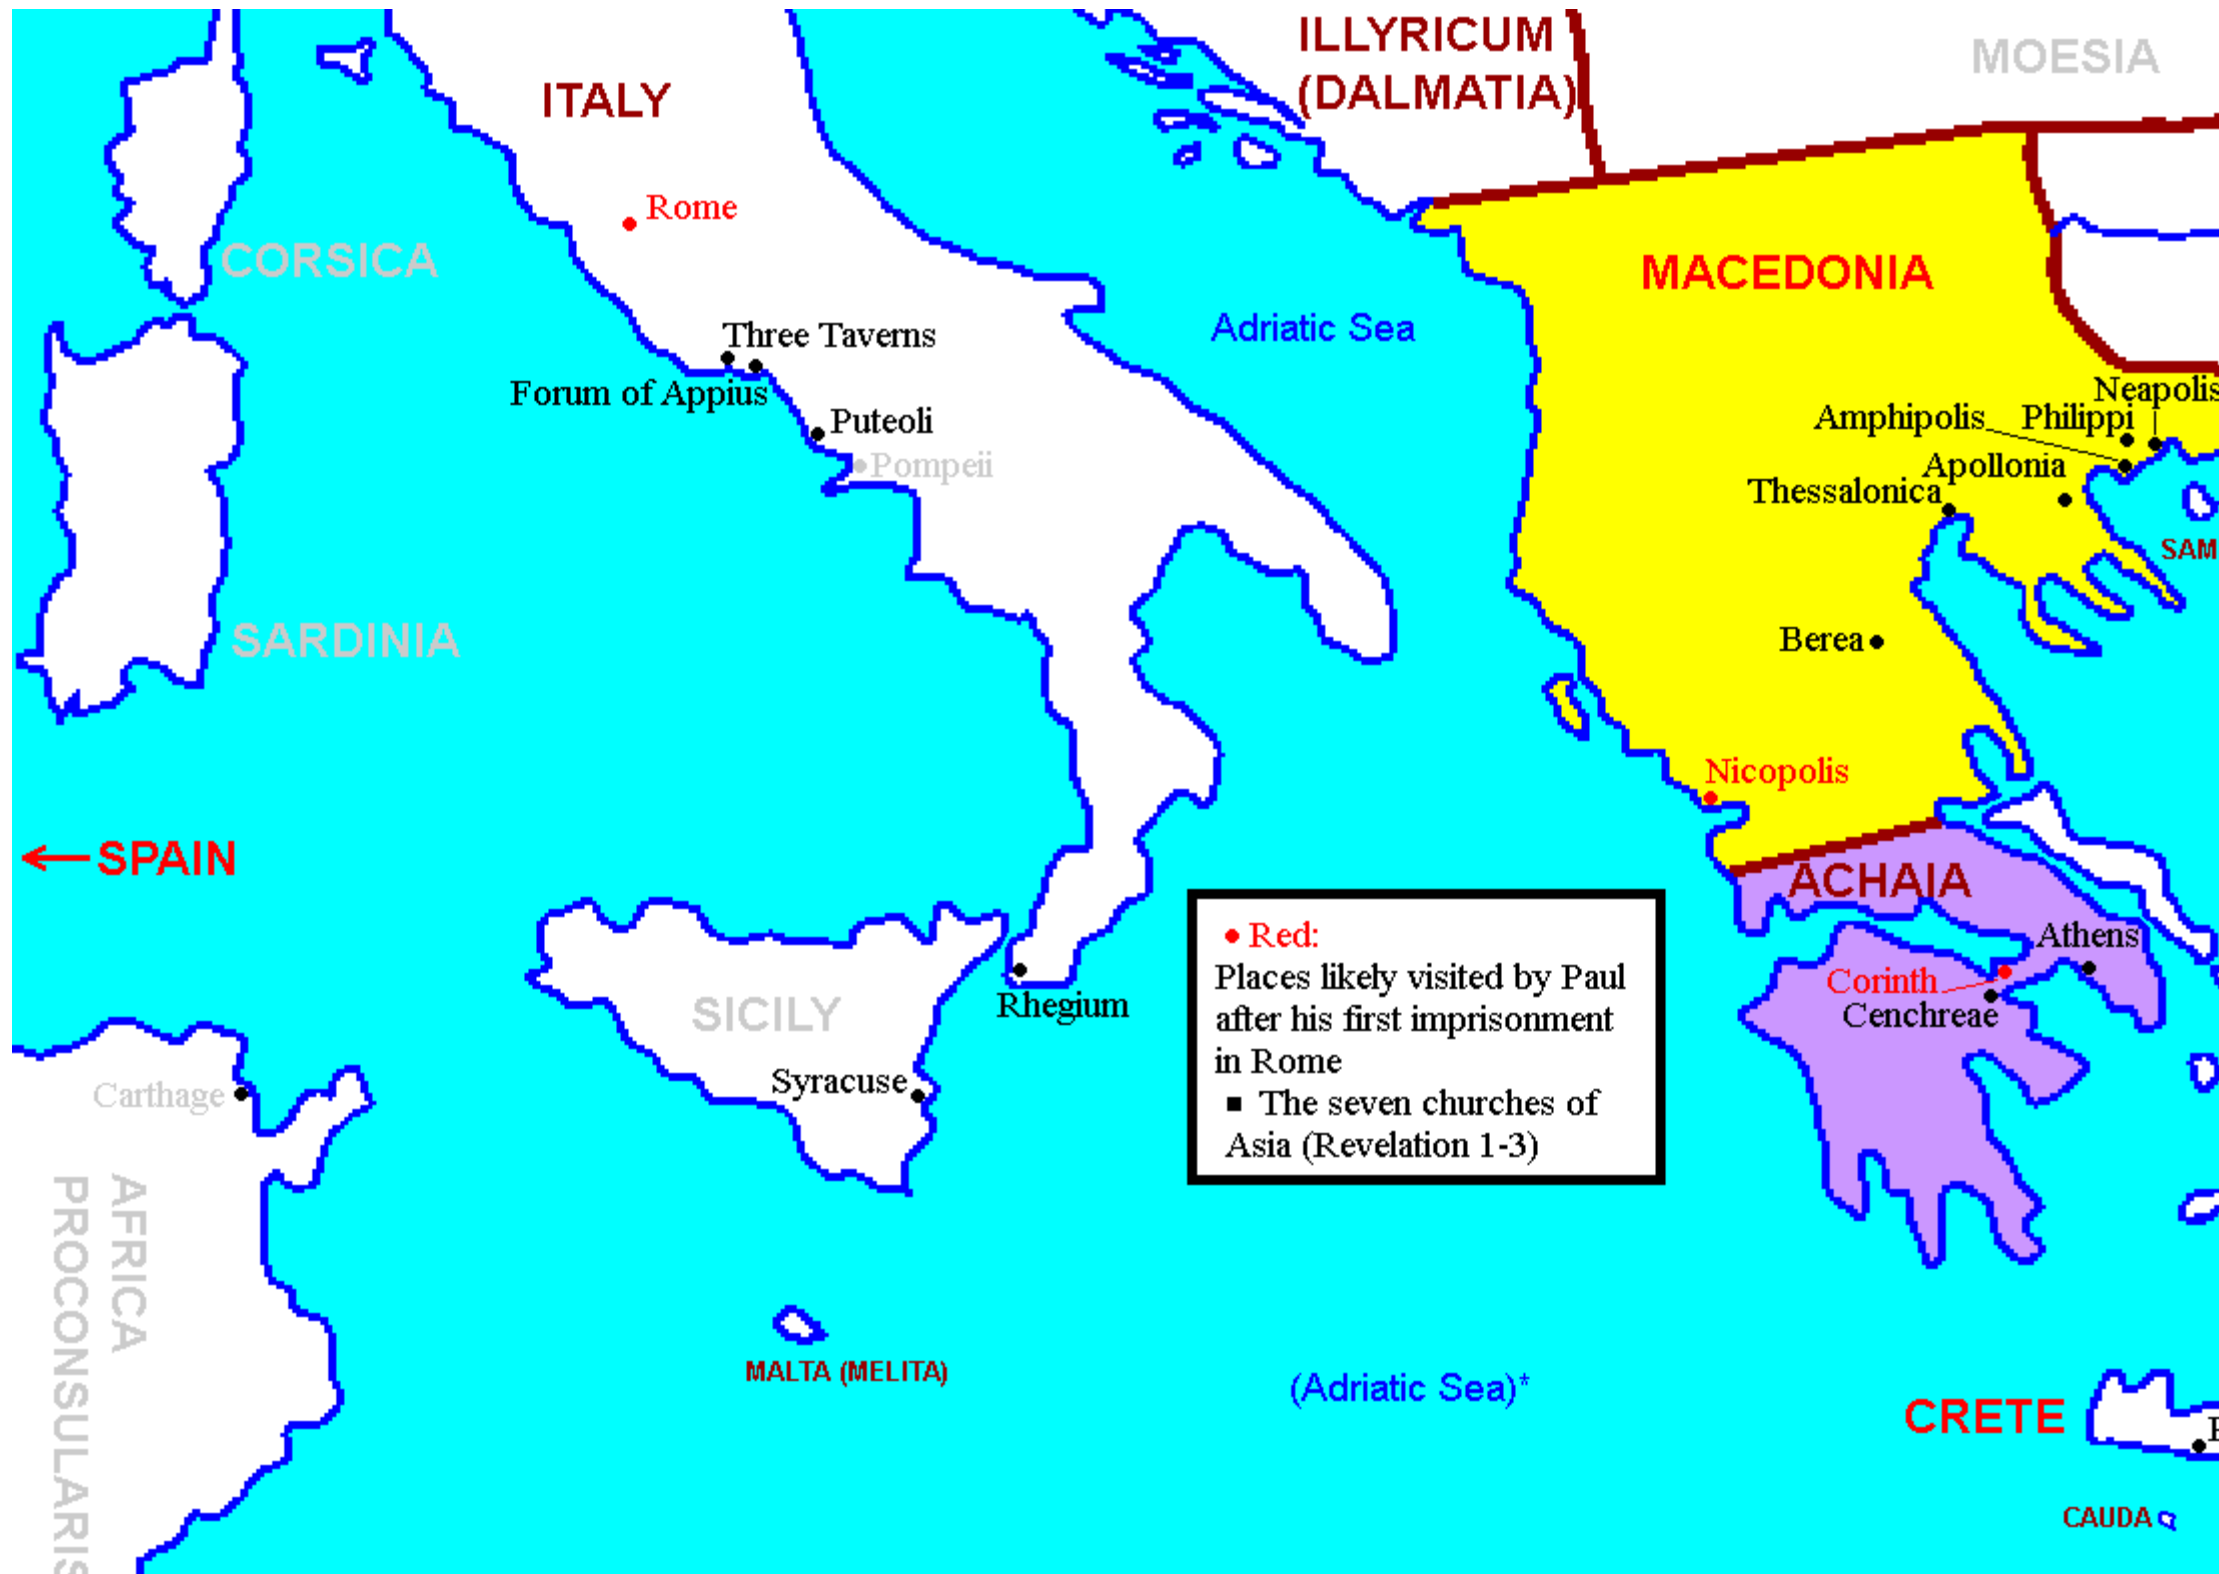 ILLYRICUM
(DALMATIA)
MOESIA
ITALY
Rome
CORSICA
MACEDONIA
Adriatic Sea
Three Taverns
Forum of Appius
Neapolis
Amphipolis
Philippi
Puteoli
Pompeii
Apollonia
Thessalonica
SAM
SARDINIA
Berea
Nicopolis
SPAIN
ACHAIA
Red:
Places likely visited by Paul
after his first imprisonment
in Rome
The seven churches of
Asia (Revelation 1-3)
Athens
Corinth
Cenchreae
SICILY
Rhegium
Syracuse
Carthage
AFRICA
PROCONSULARIS
MALTA (MELITA)
(Adriatic Sea)*
CRETE
CAUDA